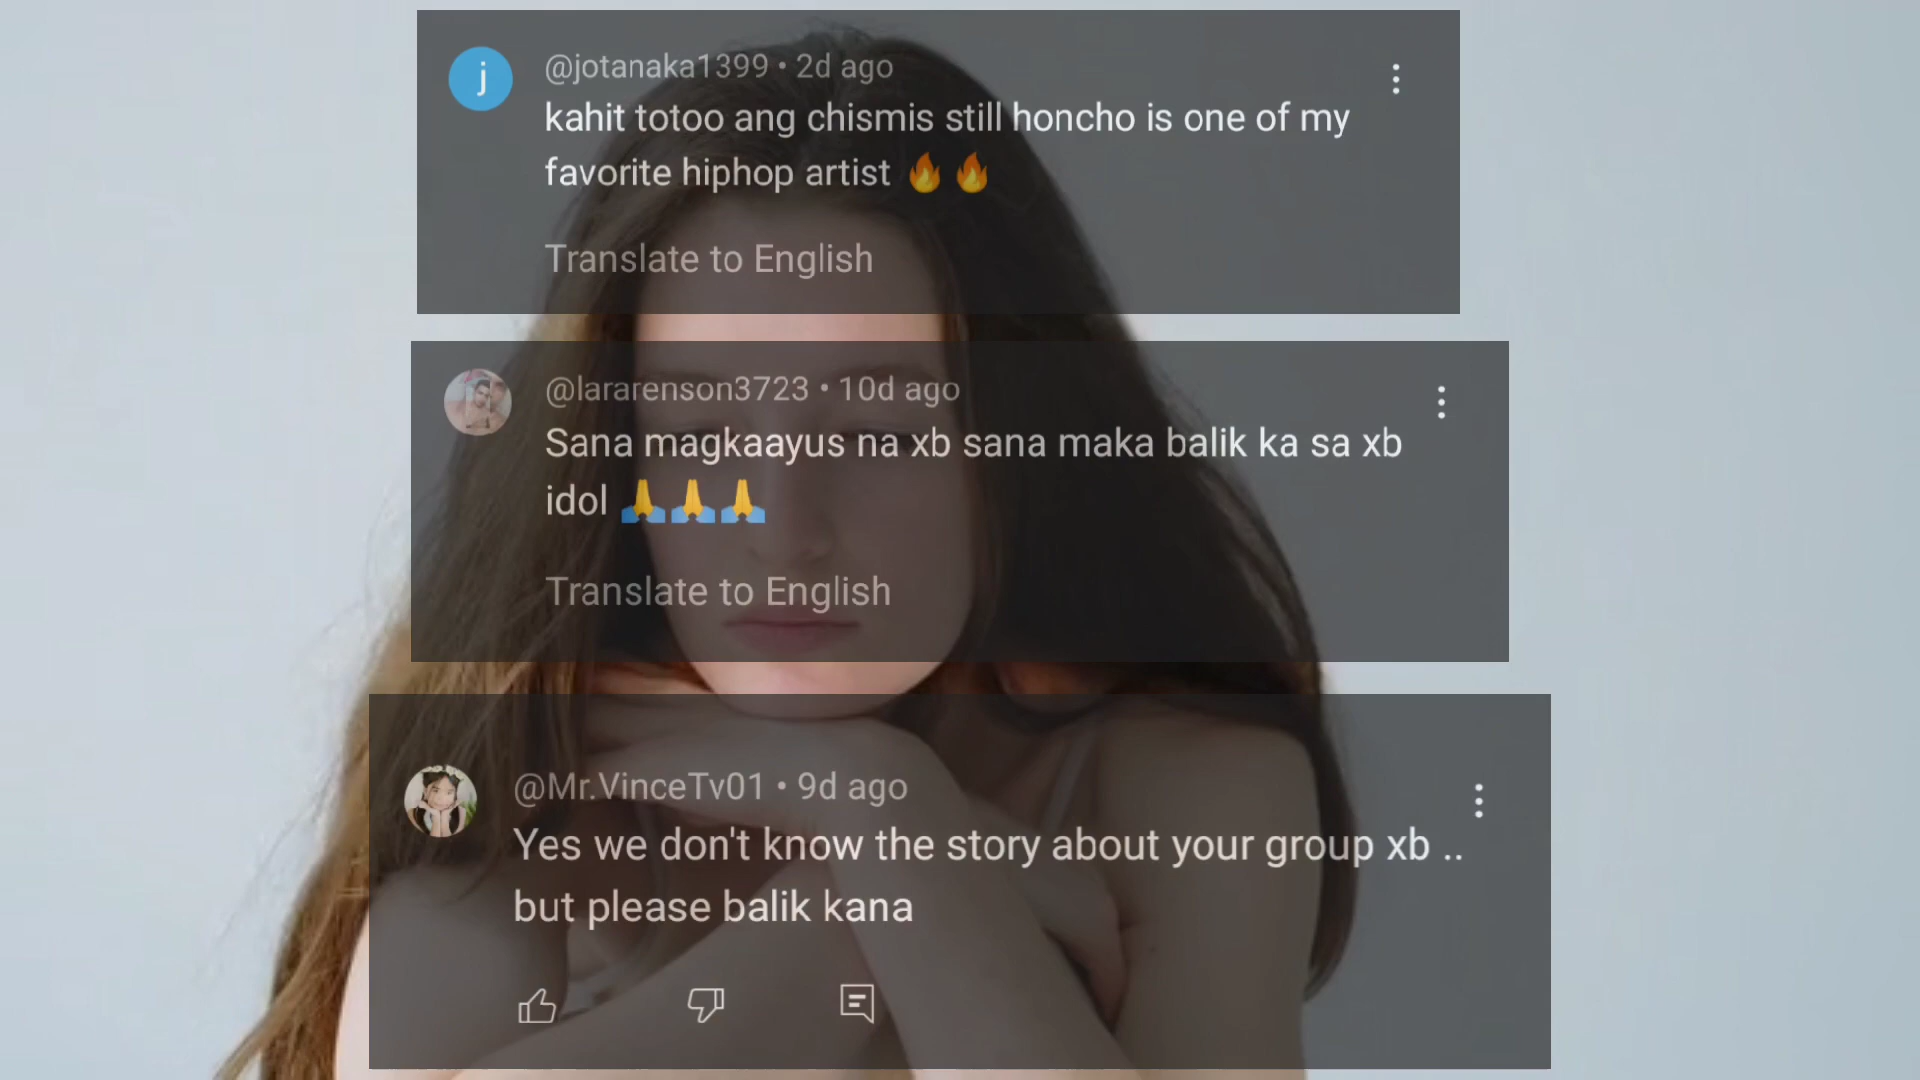 j @jotanaka1399 • 2d ago
kahit totoo ang chismis still honcho is one of my
favorite hiphop artist 🔥🔥
Translate to English
@lararenson3723 • 10d ago
Sana magkaayus na xb sana maka balik ka sa xb
idol 🙏🙏🙏
Translate to English
@Mr.VinceTv01 • 9d ago
Yes we don't know the story about your group xb ..
but please balik kana